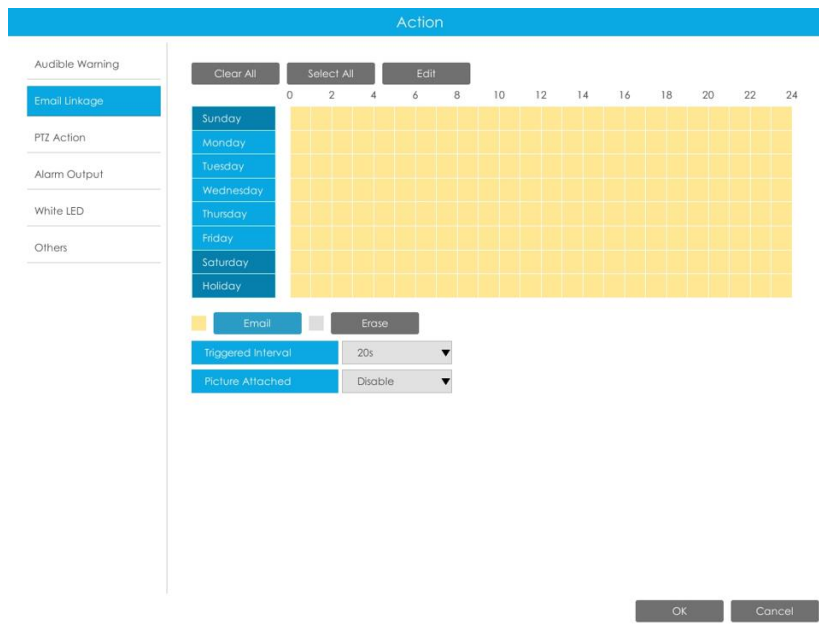 Action
Audible Warning
Email Linkage
PTZ Action
Alarm Output
White LED
Others
Clear All Select All Edit
0 2 4 6 8 10 12 14 16 18 20 22 24
Sunday
Monday
Tuesday
Wednesday
Thursday
Friday
Saturday
Holiday
Email Erase
Triggered Interval 20s
Picture Attached Disable
OK Cancel